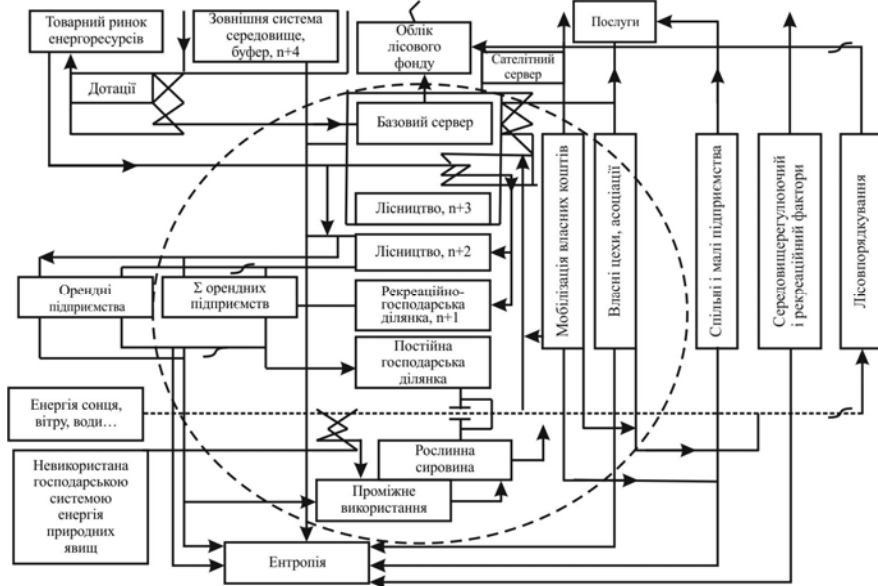 Товарний ринок
енергоресурсів
Зовнішня система
середовище,
буфер, n+4
Облік
лісового
фонду
Послуги
Сателітний
сервер
Дотації
Базовий сервер
Лісництво, n+3
Лісництво, n+2
Орендні
підприємства
Σ орендних
підприємств
Рекреаційно-
господарська
ділянка, n+1
Постійна
господарська
ділянка
Мобілізація власних коштів
Власні цехи, асоціації
Спільні і малі підприємства
Середовищерегулюючий
і рекреаційний фактори
Лісовпорядкування
Енергія сонця,
вітру, води...
Невикористана
господарською
системою
енергія
природних
явищ
Рослинна
сировина
Проміжне
використання
Ентропія